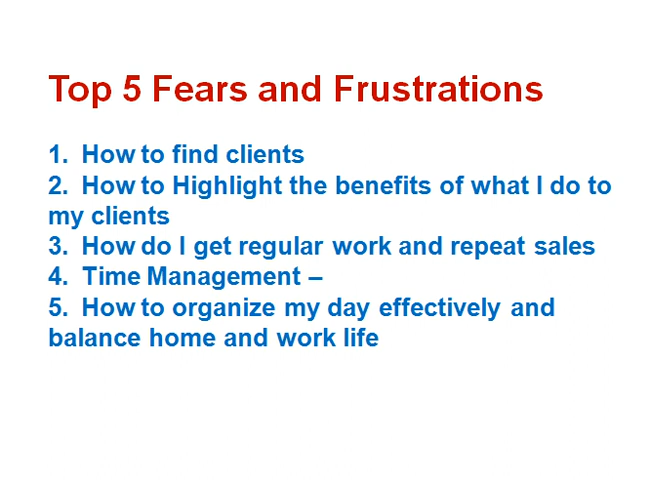 Top 5 Fears and Frustrations
1. How to find clients
2. How to Highlight the benefits of what I do to
my clients
3. How do I get regular work and repeat sales
4. Time Management –
5. How to organize my day effectively and
balance home and work life